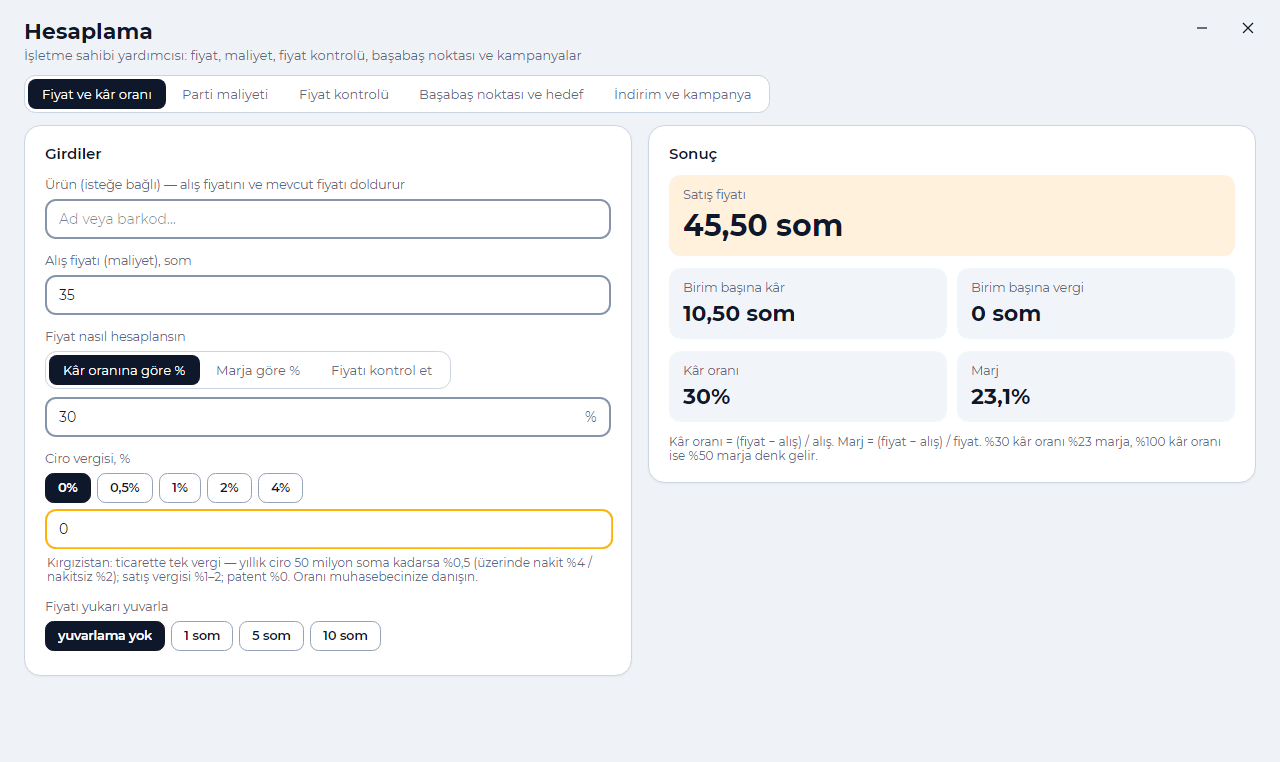 Hesaplama
İşletme sahibi yardımcısı: fiyat, maliyet, fiyat kontrolü, başabaş noktası ve kampanyalar
Fiyat ve kâr oranı
Parti maliyeti
Fiyat kontrolü
Başabaş noktası ve hedef
İndirim ve kampanya
Girdiler
Ürün (isteğe bağlı) — alış fiyatını ve mevcut fiyatı doldurur
Ad veya barkod...
Alış fiyatı (maliyet), som
35
Fiyat nasıl hesaplansın
Kâr oranına göre %
Marja göre %
Fiyatı kontrol et
30
%
Ciro vergisi, %
0%
0,5%
1%
2%
4%
0
Kırgızistan: ticarette tek vergi — yıllık ciro 50 milyon soma kadarsa %0,5 (üzerinde nakit %4 /
nakitsiz %2); satış vergisi %1–2; patent %0. Oranı muhasebecinize danışın.
Fiyatı yukarı yuvarla
yuvarlama yok
1 som
5 som
10 som
Sonuç
Satış fiyatı
45,50 som
Birim başına kâr
10,50 som
Birim başına vergi
0 som
Kâr oranı
30%
Marj
23,1%
Kâr oranı = (fiyat − alış) / alış. Marj = (fiyat − alış) / fiyat. %30 kâr oranı %23 marja, %100 kâr oranı
ise %50 marja denk gelir.